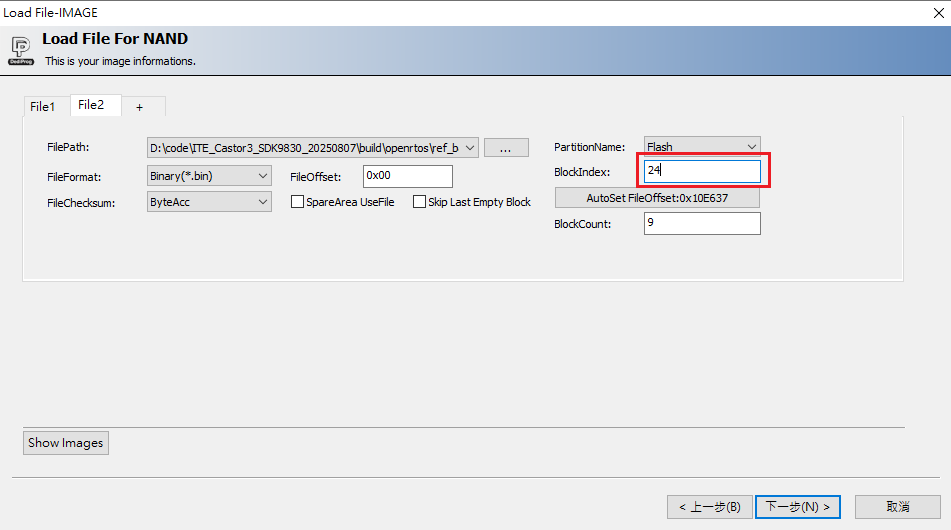 Load File-IMAGE
Load File For NAND
This is your image informations.
DediProg
File1 File2 +
FilePath: D:\code\ITE_Castor3_SDK9830_20250807\build\openrtos\ref_b ... PartitionName: Flash
BlockIndex: 24
FileFormat: Binary(*.bin) FileOffset: 0x00
AutoSet FileOffset:0x10E637
FileChecksum: ByteAcc SpareArea UseFile Skip Last Empty Block
BlockCount: 9
Show Images
< 上一步(B) 下一步(N) > 取消